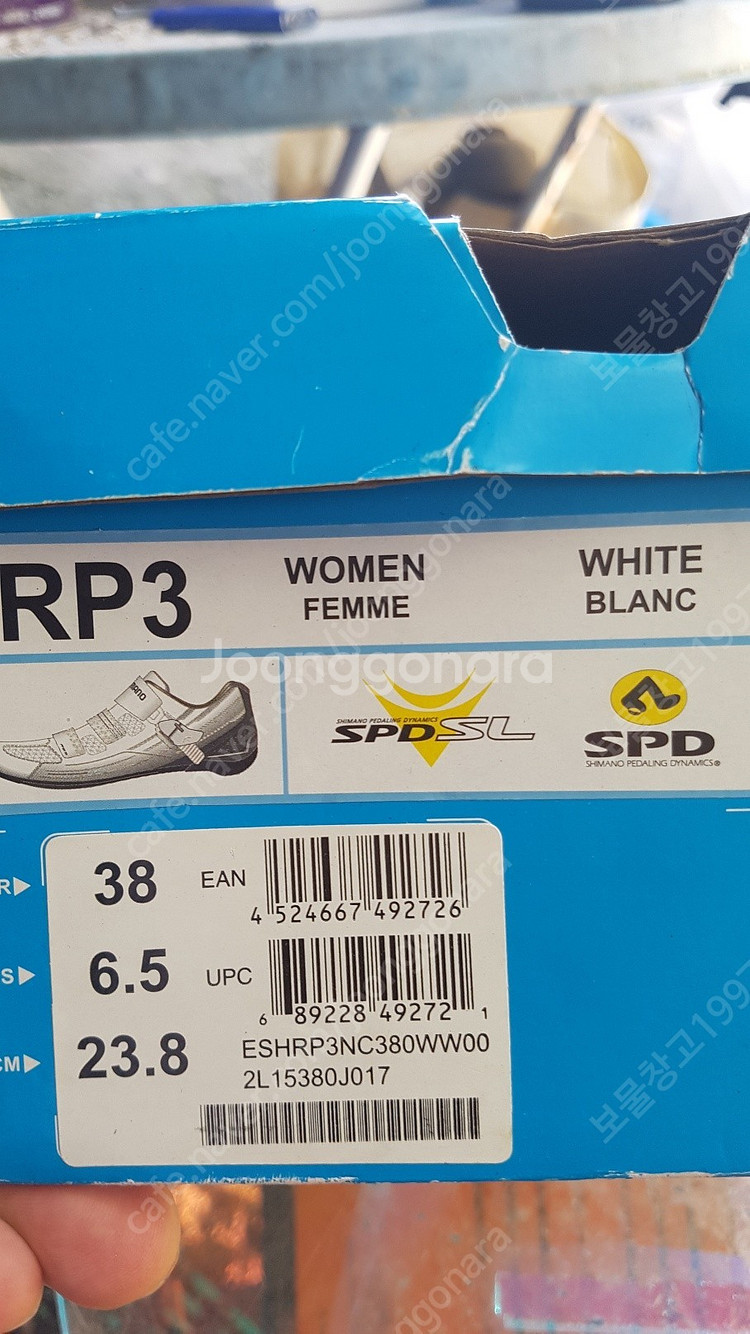 RP3
WOMEN
FEMME
WHITE
BLANC
SHIMANO PEDALING DYNAMICS
SPD SL
SPD
SHIMANO PEDALING DYNAMICS®
R▶ 38
S▶ 6.5
CM▶ 23.8
EAN
4 524667 492726
UPC
6 89228 49272 1
ESHRP3NC380WW00
2L15380J017
Joonggonara
cafe.naver.com/joonggonara
보물창고1997